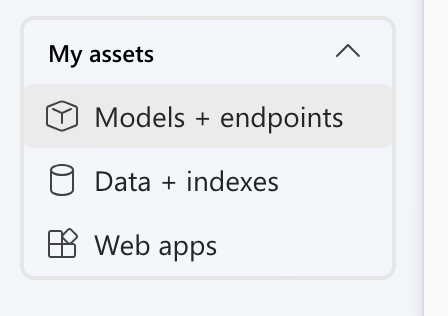 My assets
Models + endpoints
Data + indexes
Web apps